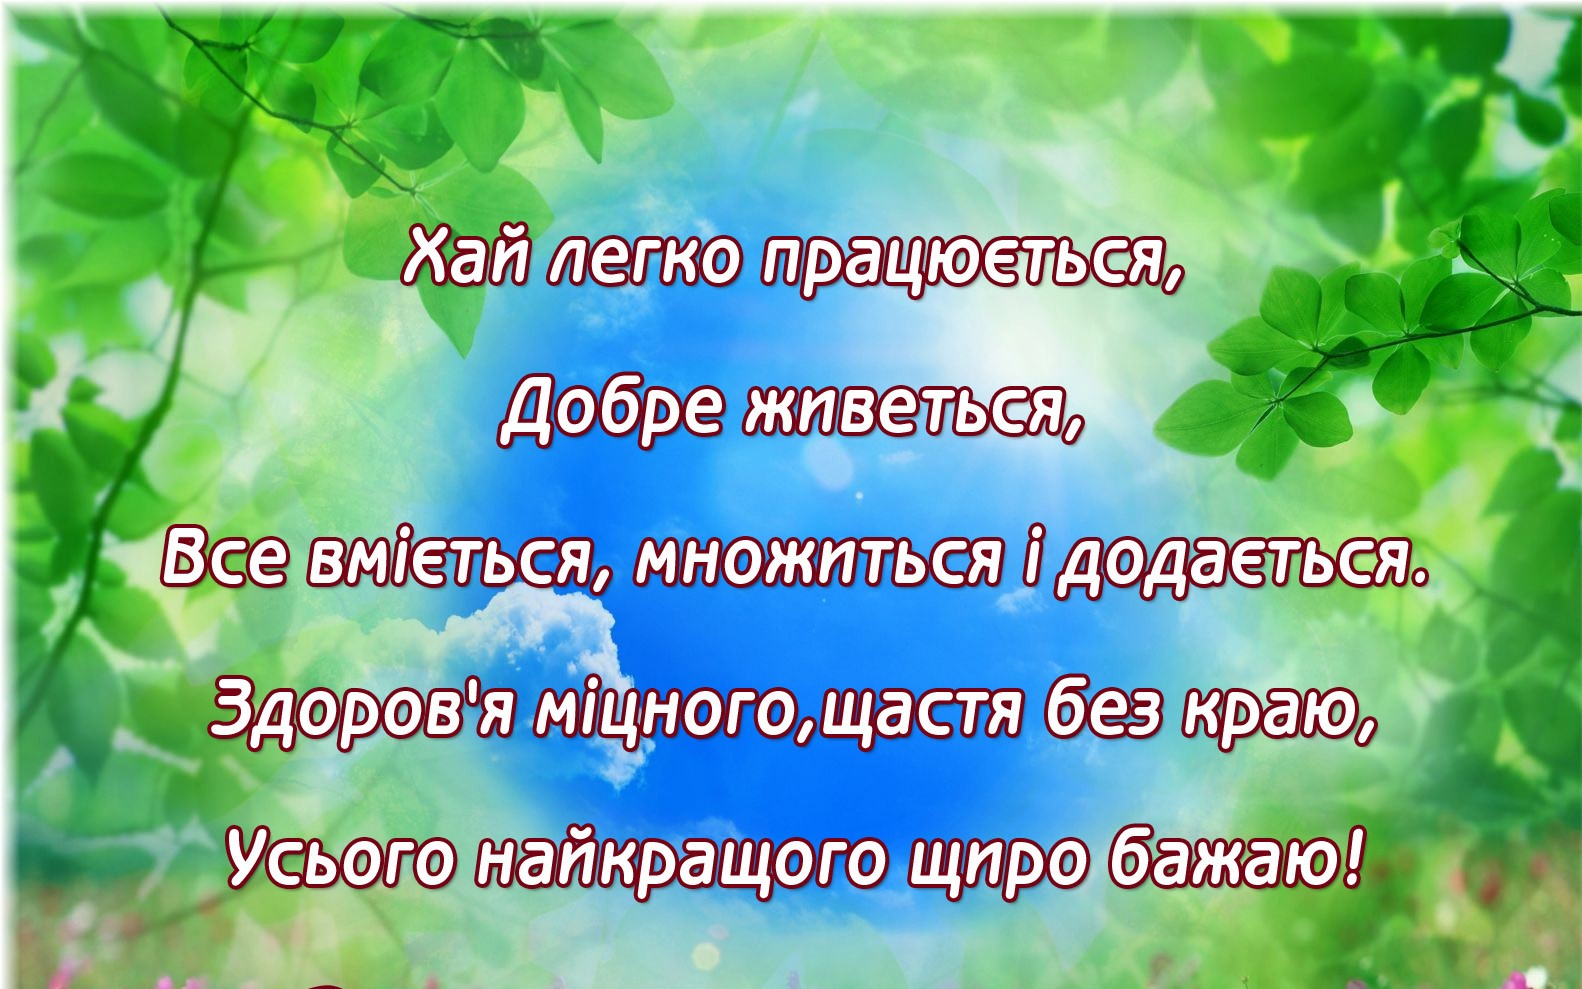 Хай легко працюється,
Добре живеться,
Все вміється, множиться і додається.
Здоров'я міцного,щастя без краю,
Усього найкращого щиро бажаю!